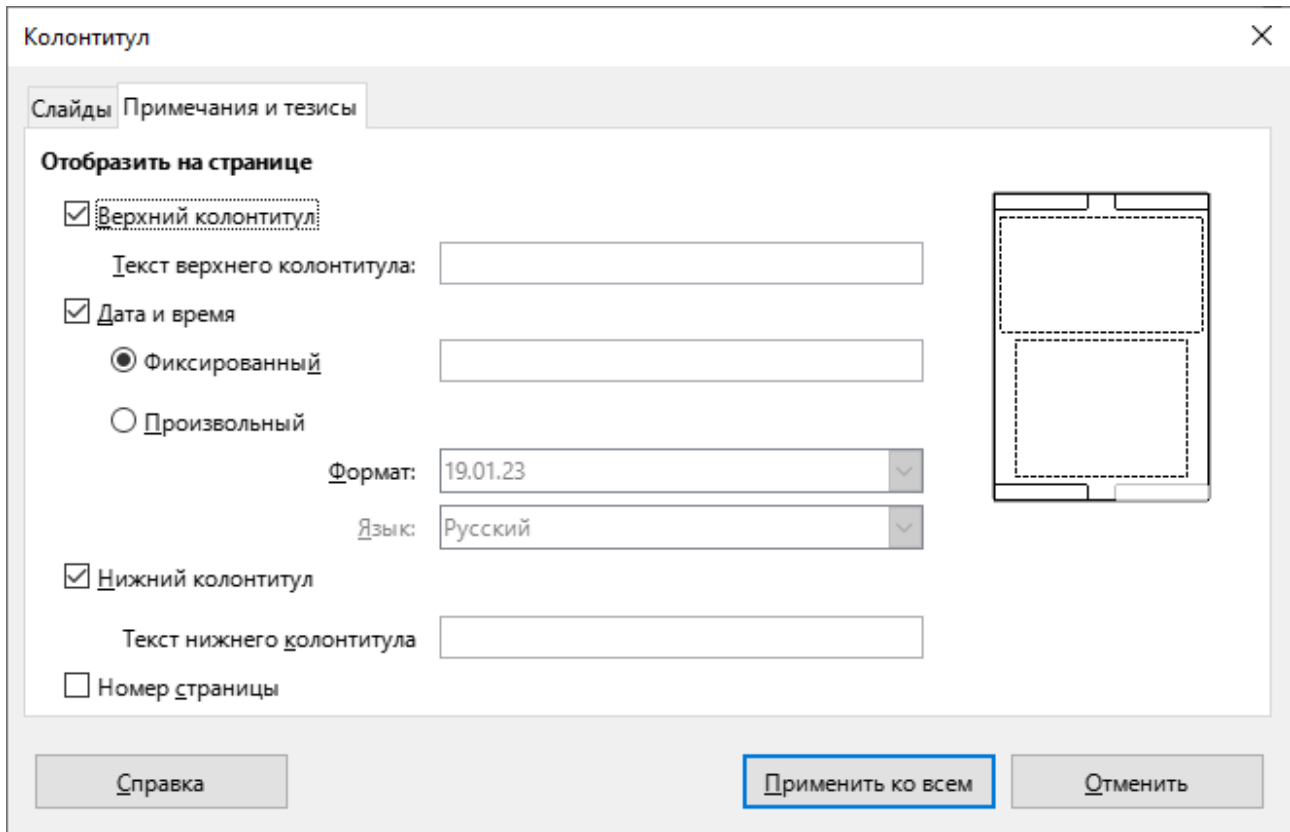 Колонтитул
Слайды Примечания и тезисы
Отобразить на странице
Верхний колонтитул
Текст верхнего колонтитула:
Дата и время
Фиксированный
Произвольный
Формат: 19.01.23
Язык: Русский
Нижний колонтитул
Текст нижнего колонтитула
Номер страницы
Справка Применить ко всем Отменить